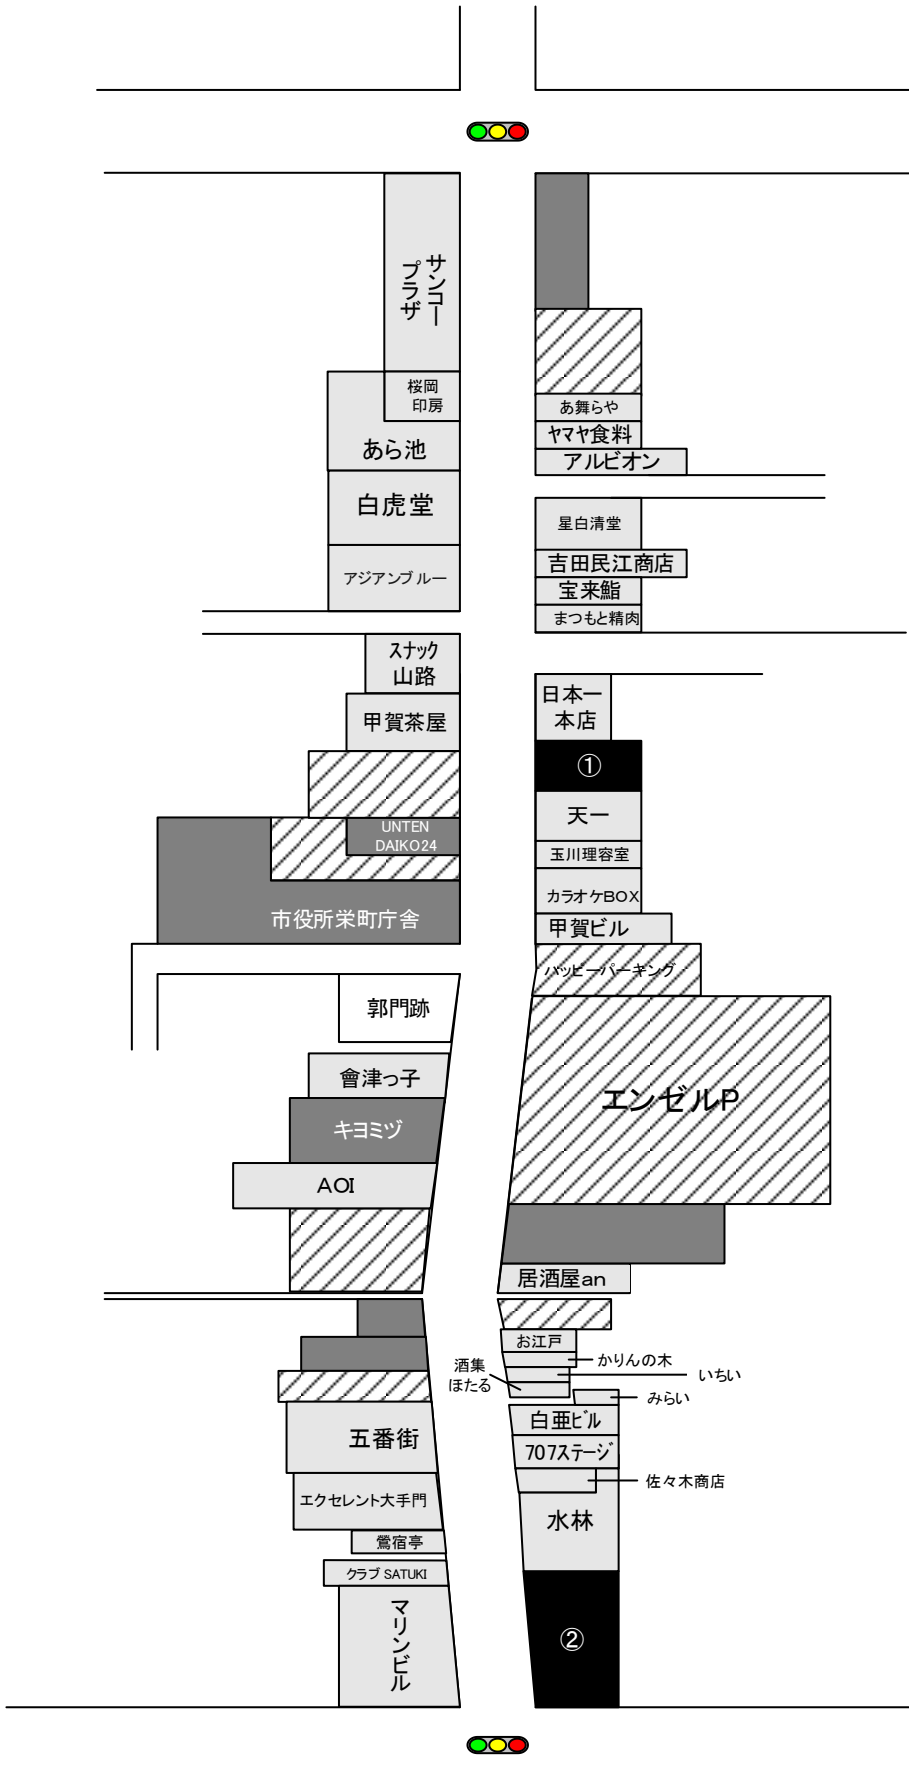 サンコー
プラザ
桜岡
印房
あら池
白虎堂
アジアンブルー
スナック
山路
甲賀茶屋
UNTEN
DAIKO24
市役所栄町庁舎
郭門跡
會津っ子
キヨミヅ
AOI
五番街
エクセレント大手門
鶯宿亭
クラブ SATUKI
マリンビル
あ舞らや
ヤマヤ食料
アルビオン
星白清堂
吉田民江商店
宝来鮨
まつもと精肉
日本一
本店
①
天一
玉川理容室
カラオケBOX
甲賀ビル
ハッピーパーキング
エンゼルP
居酒屋an
お江戸
かりんの木
いちい
酒集
ほたる
みらい
白亜ビル
707ステージ
佐々木商店
水林
②